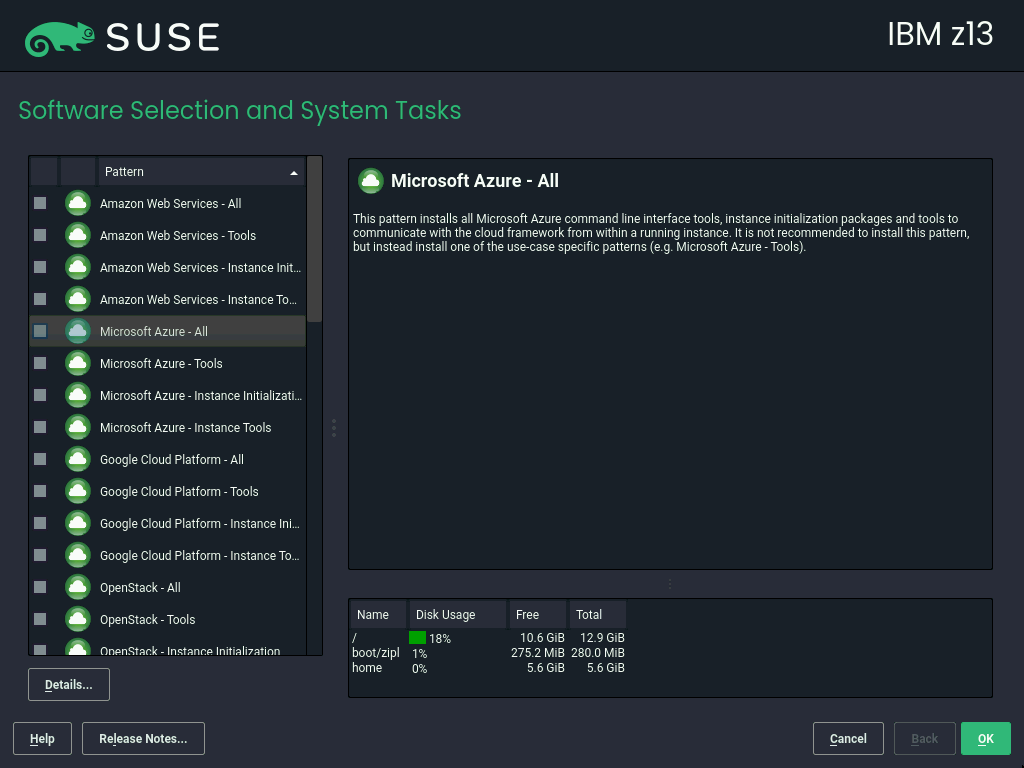 SUSE
IBM z13
Software Selection and System Tasks
Pattern
Amazon Web Services - All
Amazon Web Services - Tools
Amazon Web Services - Instance Init...
Amazon Web Services - Instance To...
Microsoft Azure - All
Microsoft Azure - Tools
Microsoft Azure - Instance Initializati...
Microsoft Azure - Instance Tools
Google Cloud Platform - All
Google Cloud Platform - Tools
Google Cloud Platform - Instance Ini...
Google Cloud Platform - Instance To...
OpenStack - All
OpenStack - Tools
OpenStack - Instance Initialization
Details...
Microsoft Azure - All
This pattern installs all Microsoft Azure command line interface tools, instance initialization packages and tools to
communicate with the cloud framework from within a running instance. It is not recommended to install this pattern,
but instead install one of the use-case specific patterns (e.g. Microsoft Azure - Tools).
Name Disk Usage Free Total
/ 18% 10.6 GiB 12.9 GiB
boot/zipl 1% 275.2 MiB 280.0 MiB
home 0% 5.6 GiB 5.6 GiB
Help Release Notes... Cancel Back OK